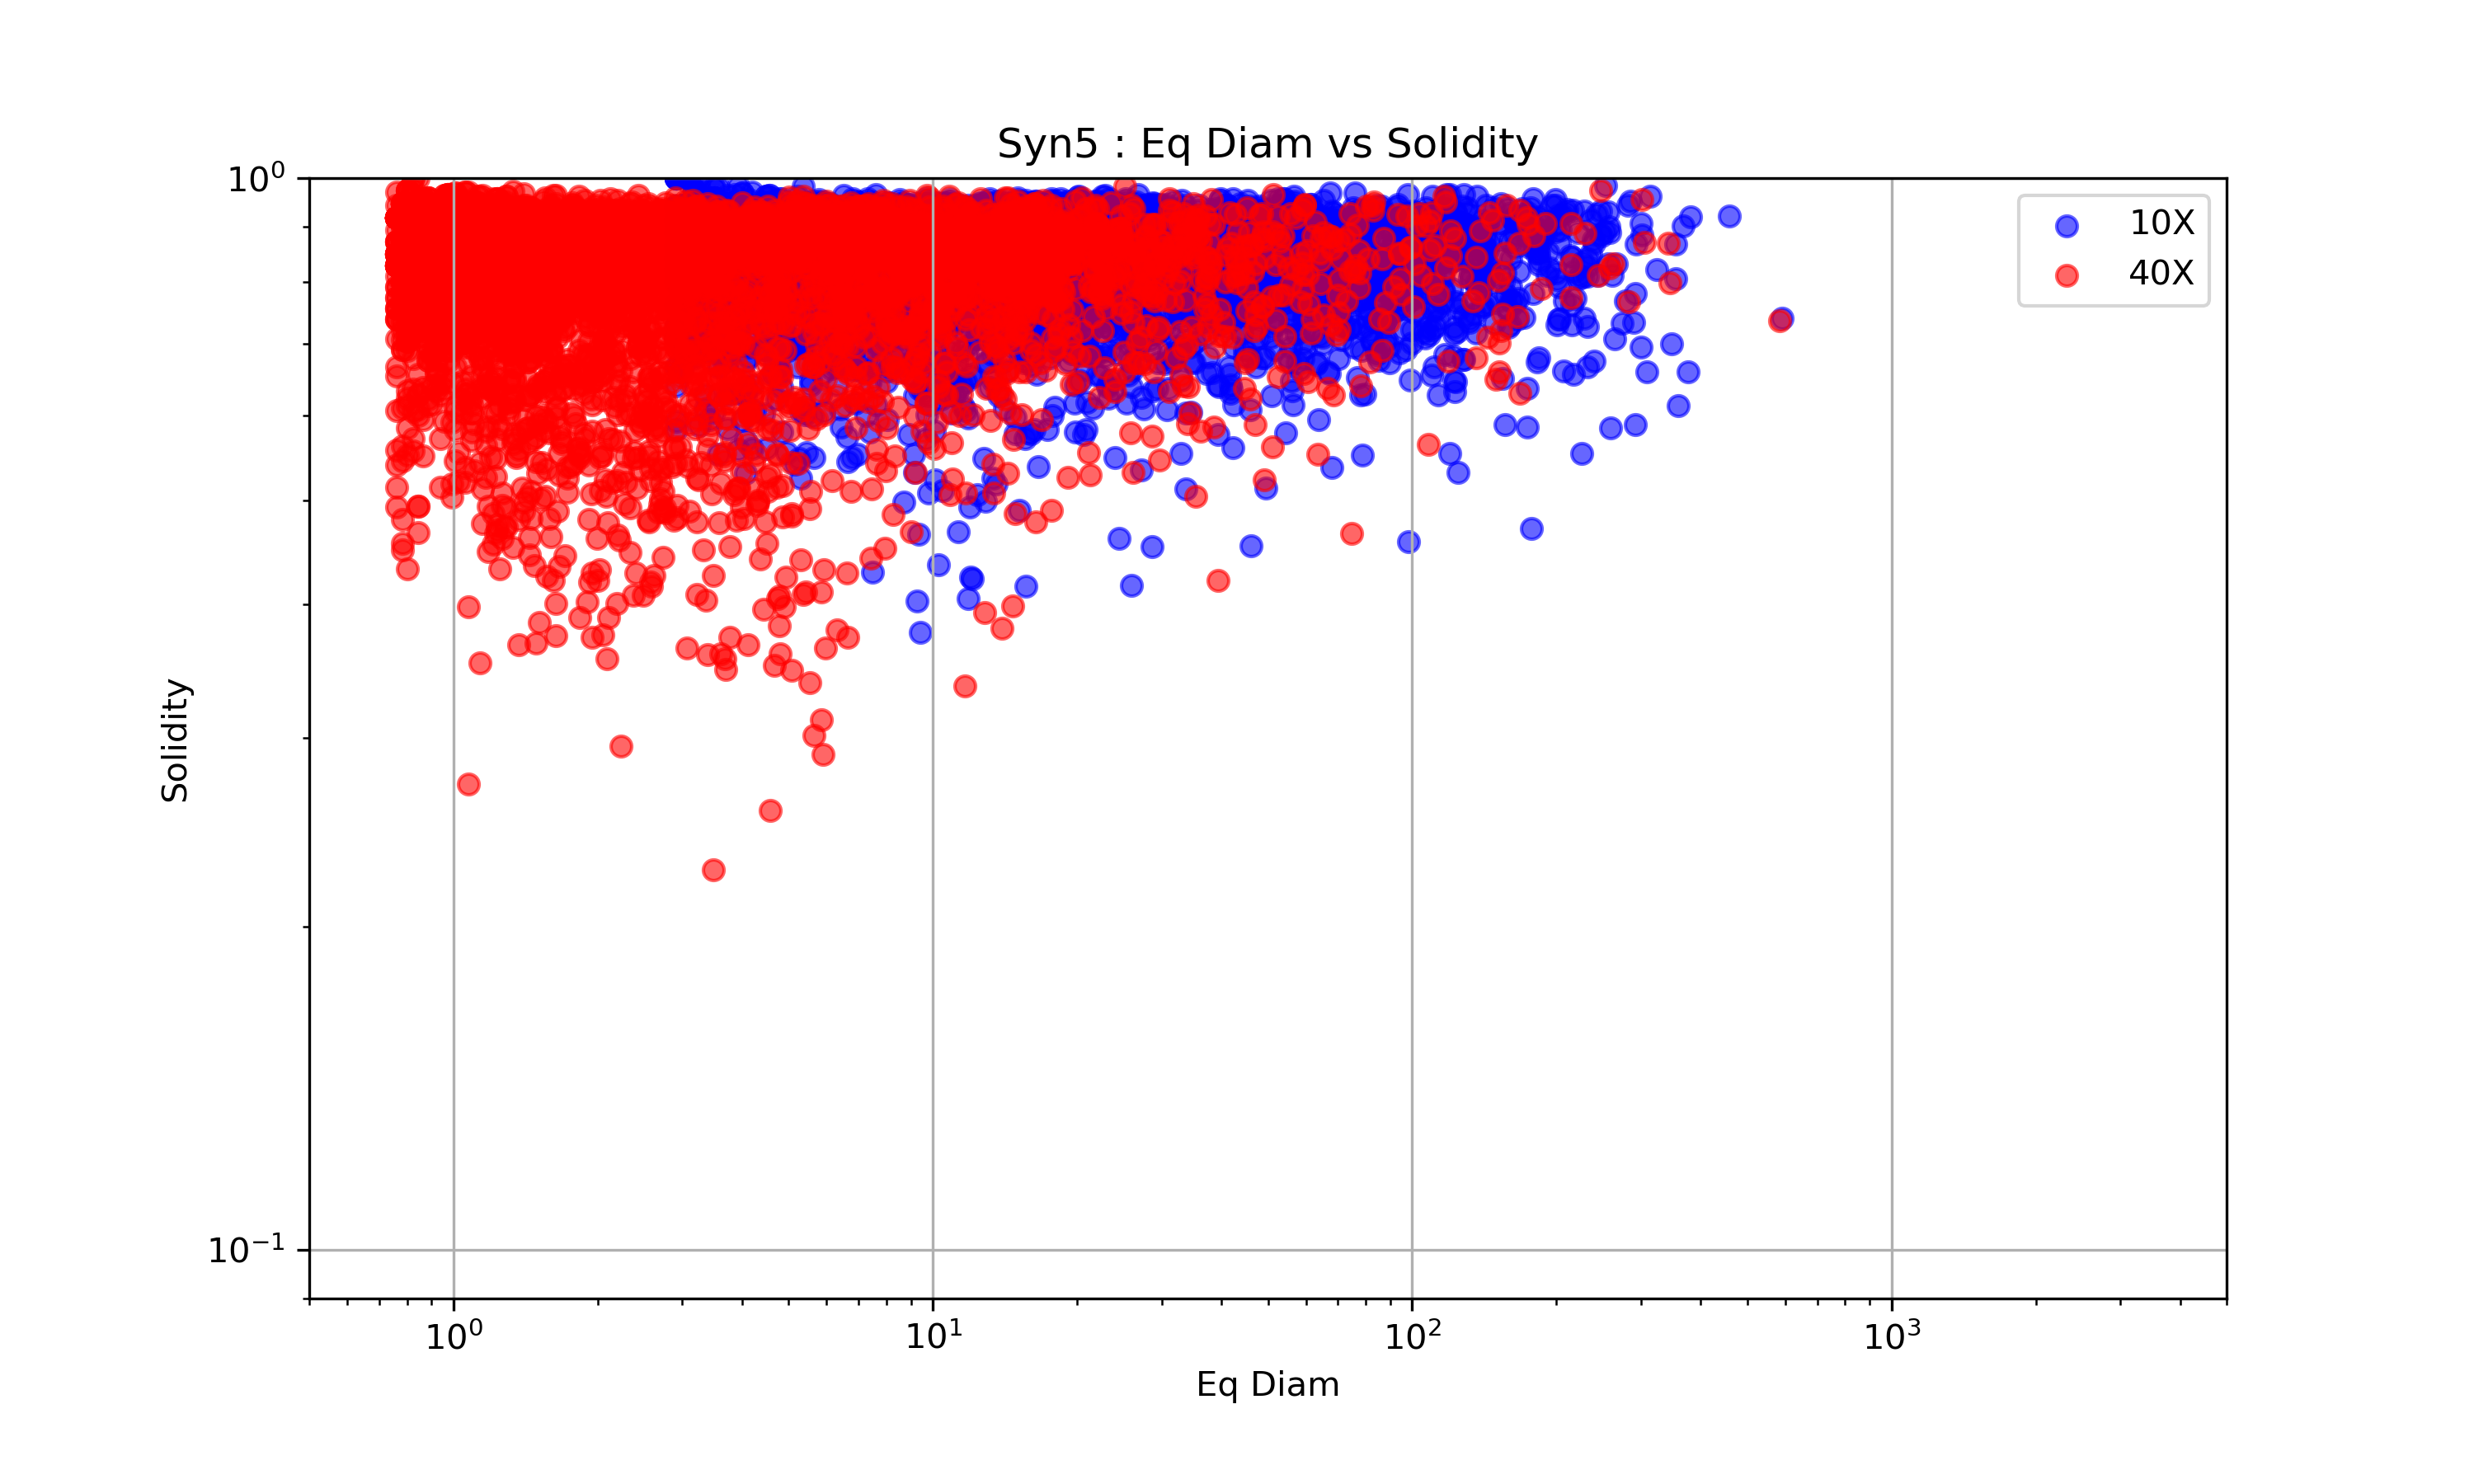 Syn5 : Eq Diam vs Solidity
10⁰
10⁻¹
Solidity
10X
40X
10⁰ 10¹ 10² 10³
Eq Diam